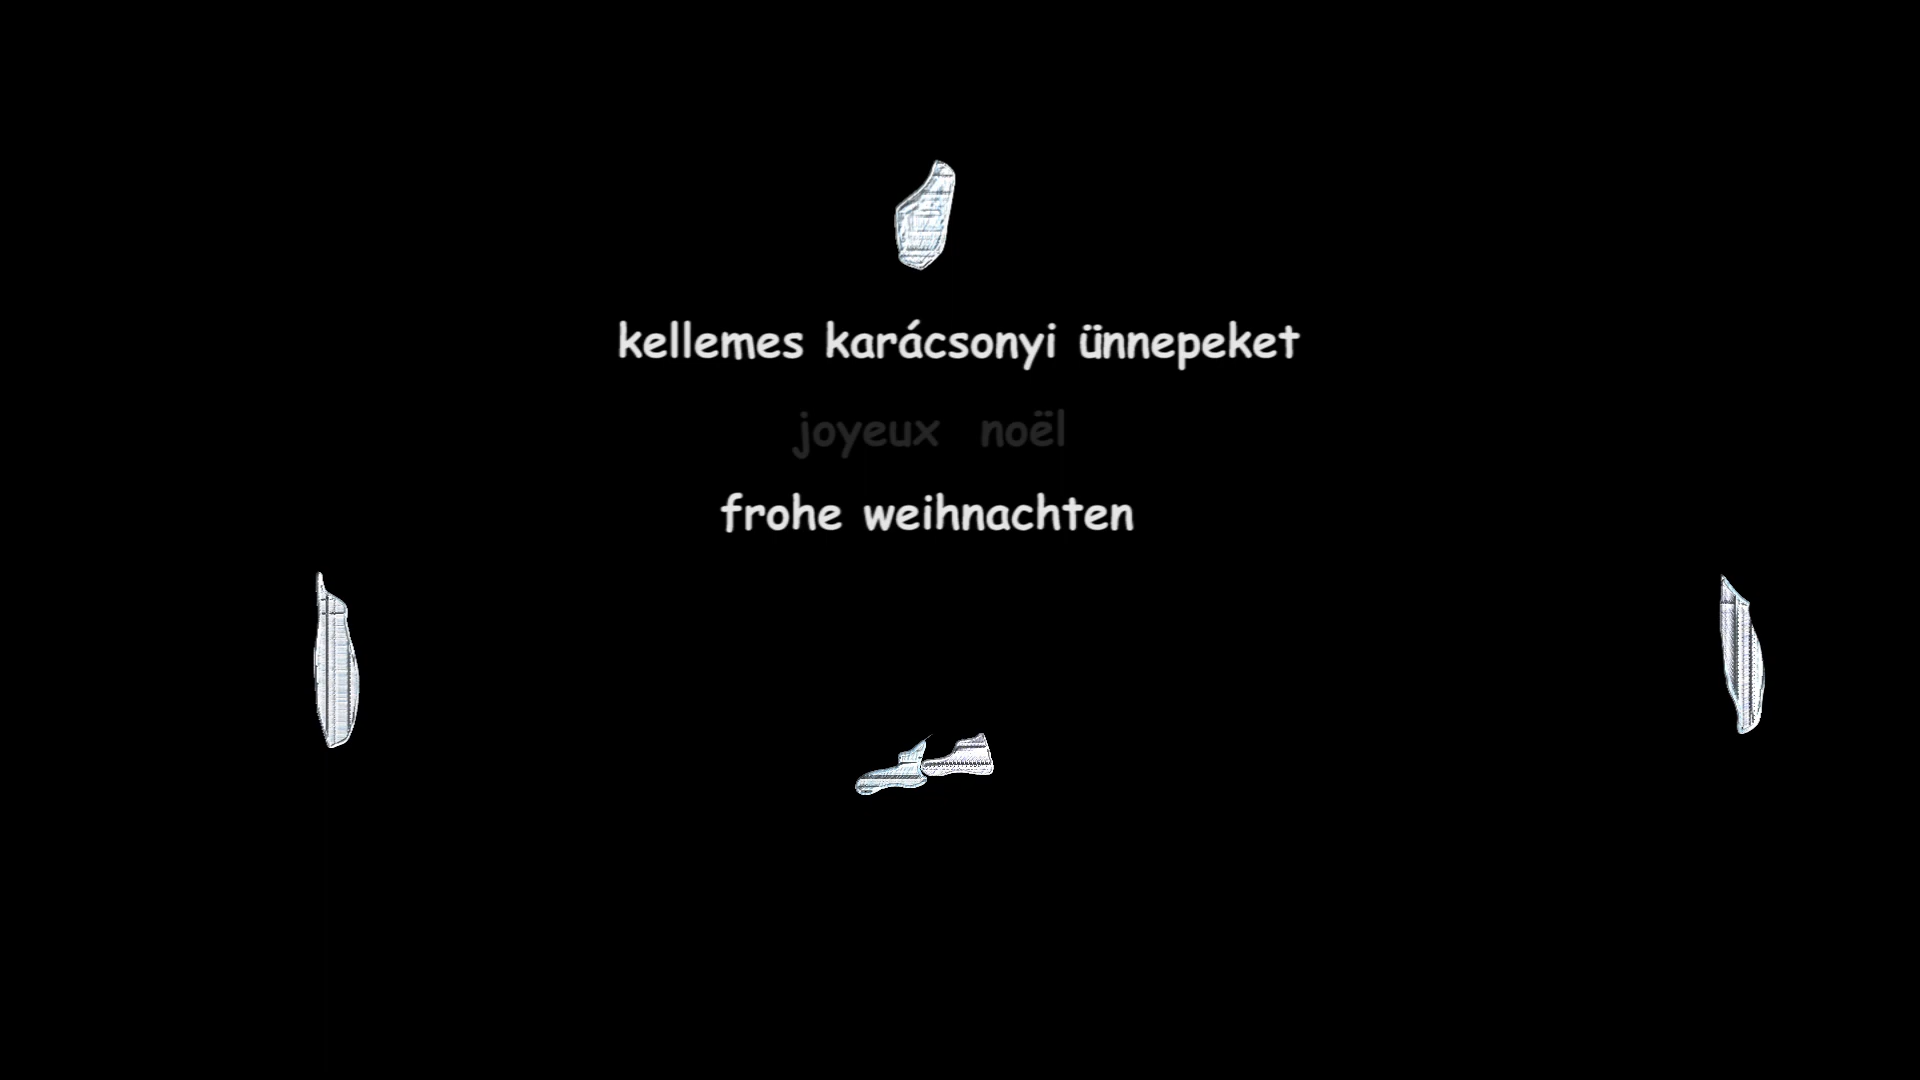 kellemes karácsonyi ünnepeket
joyeux noël
frohe weihnachten